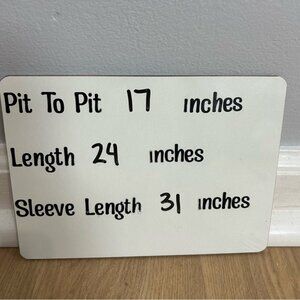 Pit To Pit 17 inches
Length 24 inches
Sleeve Length 31 inches